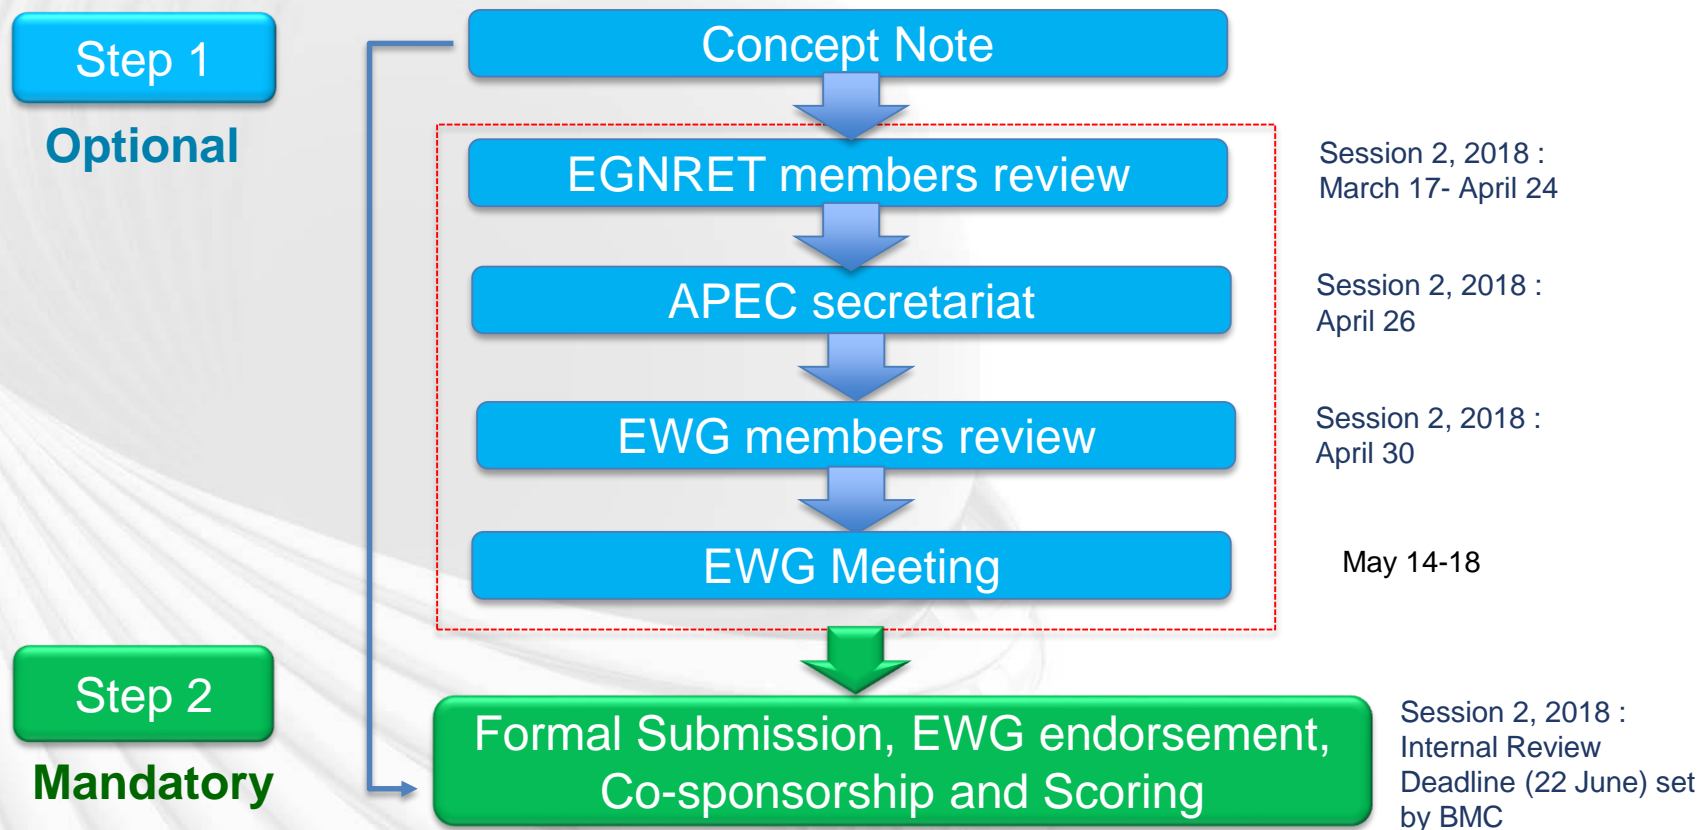 Step 1
Optional
Concept Note
EGNRET members review
Session 2, 2018 :
March 17- April 24
APEC secretariat
Session 2, 2018 :
April 26
EWG members review
Session 2, 2018 :
April 30
EWG Meeting
May 14-18
Step 2
Mandatory
Formal Submission, EWG endorsement,
Co-sponsorship and Scoring
Session 2, 2018 :
Internal Review
Deadline (22 June) set
by BMC